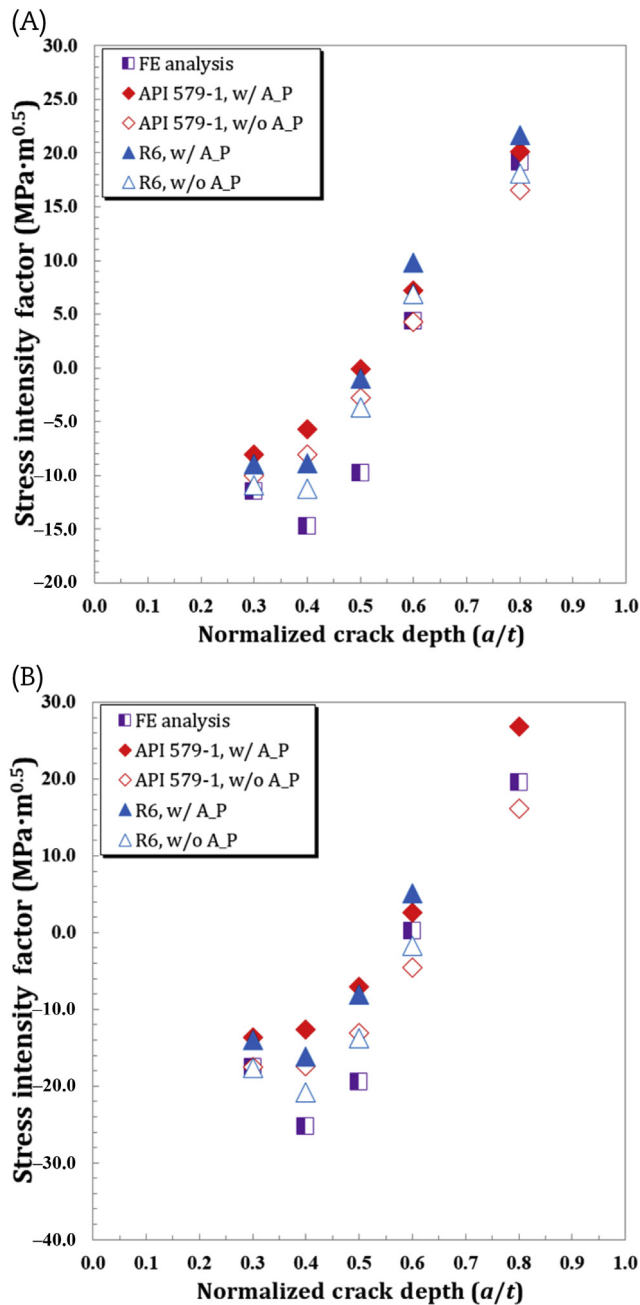 (A)
30.0
25.0
20.0
15.0
10.0
5.0
0.0
−5.0
−10.0
−15.0
−20.0
Stress intensity factor (MPa·m^0.5)
FE analysis
API 579-1, w/ A_P
API 579-1, w/o A_P
R6, w/ A_P
R6, w/o A_P
0.0 0.1 0.2 0.3 0.4 0.5 0.6 0.7 0.8 0.9 1.0
Normalized crack depth (a/t)
(B)
30.0
20.0
10.0
0.0
−10.0
−20.0
−30.0
−40.0
Stress intensity factor (MPa·m^0.5)
FE analysis
API 579-1, w/ A_P
API 579-1, w/o A_P
R6, w/ A_P
R6, w/o A_P
0.0 0.1 0.2 0.3 0.4 0.5 0.6 0.7 0.8 0.9 1.0
Normalized crack depth (a/t)